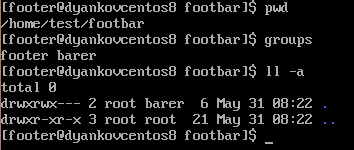 [footer@dyankovcentos8 footbar]$ pwd
/home/test/footbar
[footer@dyankovcentos8 footbar]$ groups
footer barer
[footer@dyankovcentos8 footbar]$ ll -a
total 0
drwxrwx--- 2 root barer  6 May 31 08:22 .
drwxr-xr-x 3 root root  21 May 31 08:22 ..
[footer@dyankovcentos8 footbar]$ _